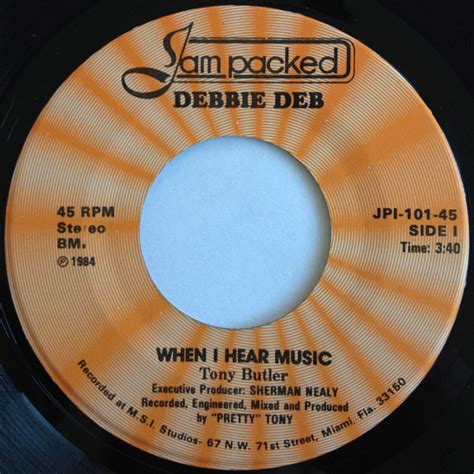 Jam packed
DEBBIE DEB
45 RPM
Stereo
BM.
℗ 1984
JPI-101-45
SIDE I
Time: 3:40
WHEN I HEAR MUSIC
Tony Butler
Executive Producer: SHERMAN NEALY
Recorded, Engineered, Mixed and Produced
by "PRETTY" TONY
Recorded at M.S.I. Studios- 67 N.W. 71st Street, Miami. Fla. 33150